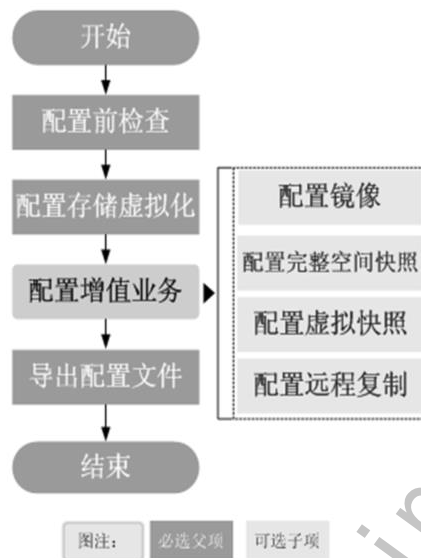 开始
配置前检查
配置存储虚拟化
配置增值业务
导出配置文件
结束
配置镜像
配置完整空间快照
配置虚拟快照
配置远程复制
图注： 必选父项 可选子项